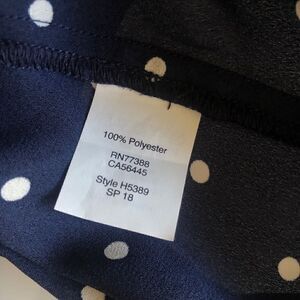 100% Polyester
RN77388
CA56445
Style H5389
SP 18